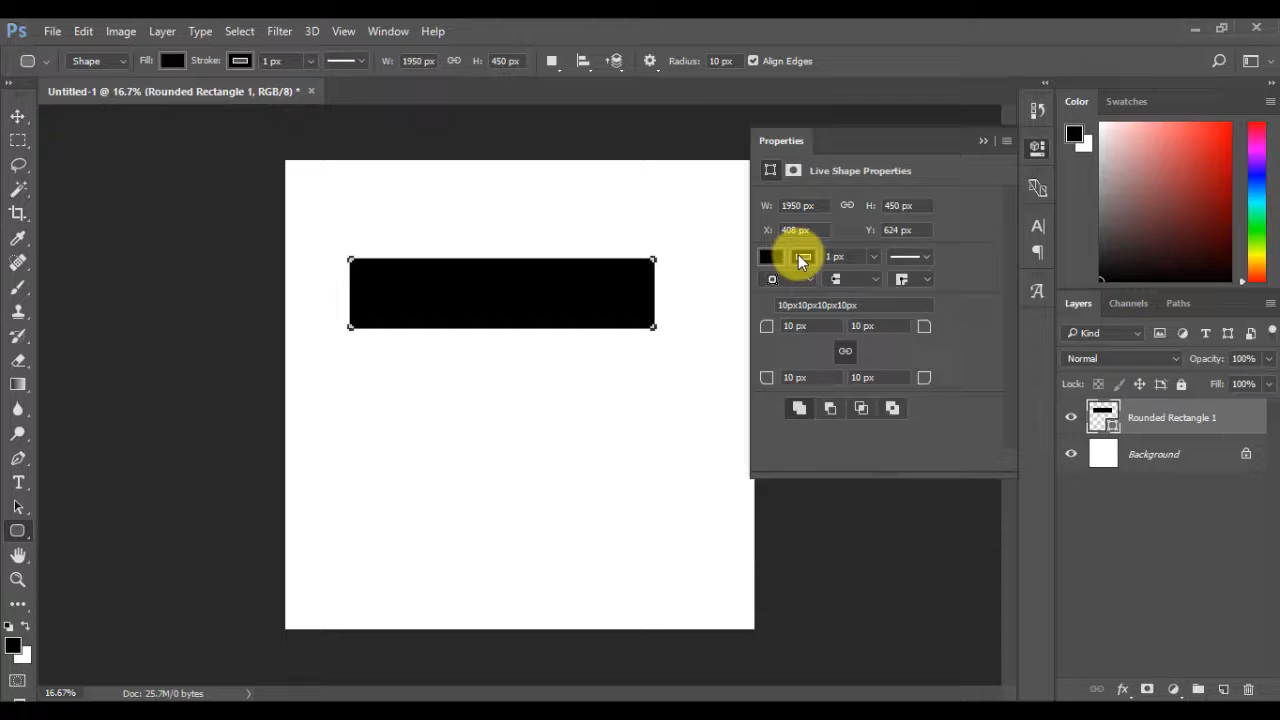 Ps File Edit Image Layer Type Select Filter 3D View Window Help
Shape Fill: Stroke: 1 px W: 1950 px H: 450 px Radius: 10 px Align Edges
Untitled-1 @ 16.7% (Rounded Rectangle 1, RGB/8) *
Color Swatches
Properties
Live Shape Properties
W: 1950 px H: 450 px
X: 408 px Y: 624 px
1 px
10px10px10px10px
10 px 10 px
10 px 10 px
Layers Channels Paths
Kind
Normal Opacity: 100%
Lock: Fill: 100%
Rounded Rectangle 1
Background
16.67% Doc: 25.7M/0 bytes